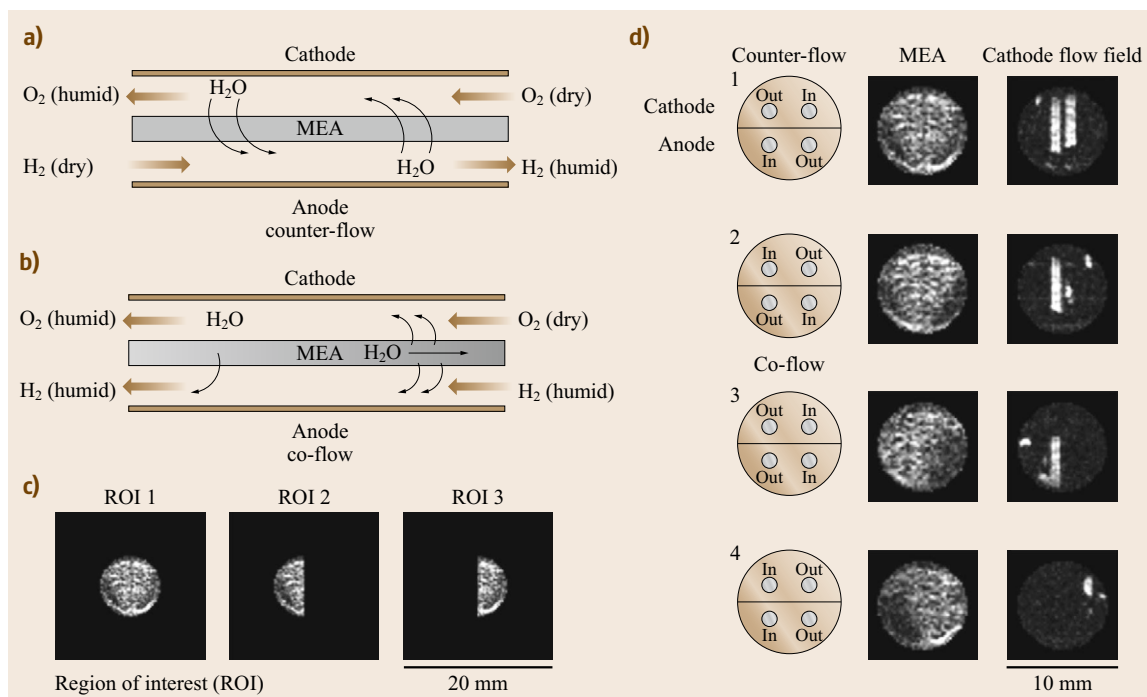 a)
Cathode
O₂ (humid) H₂O O₂ (dry)
MEA
H₂ (dry) H₂O H₂ (humid)
Anode
counter-flow
b)
Cathode
O₂ (humid) H₂O O₂ (dry)
MEA H₂O
H₂ (humid) H₂ (humid)
Anode
co-flow
c)
ROI 1 ROI 2 ROI 3
Region of interest (ROI) 20 mm
d)
Counter-flow MEA Cathode flow field
1
Out In
Cathode
Anode
In Out
2
In Out
Out In
Co-flow
3
Out In
Out In
4
In Out
In Out
10 mm